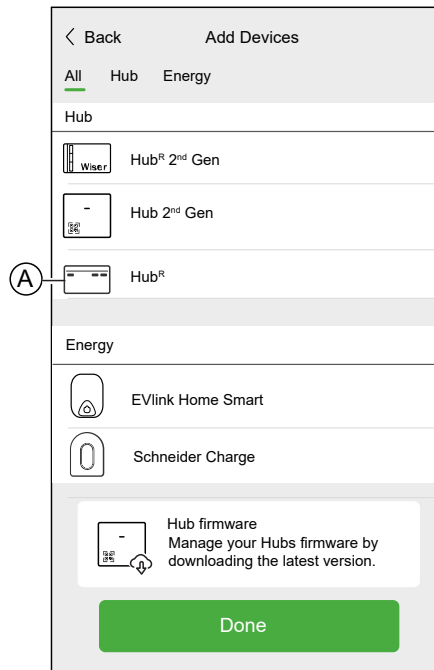 Back Add Devices
All Hub Energy
Hub
Wiser
Hubᴿ 2ⁿᵈ Gen
Hub 2ⁿᵈ Gen
A
Hubᴿ
Energy
EVlink Home Smart
Schneider Charge
Hub firmware
Manage your Hubs firmware by
downloading the latest version.
Done